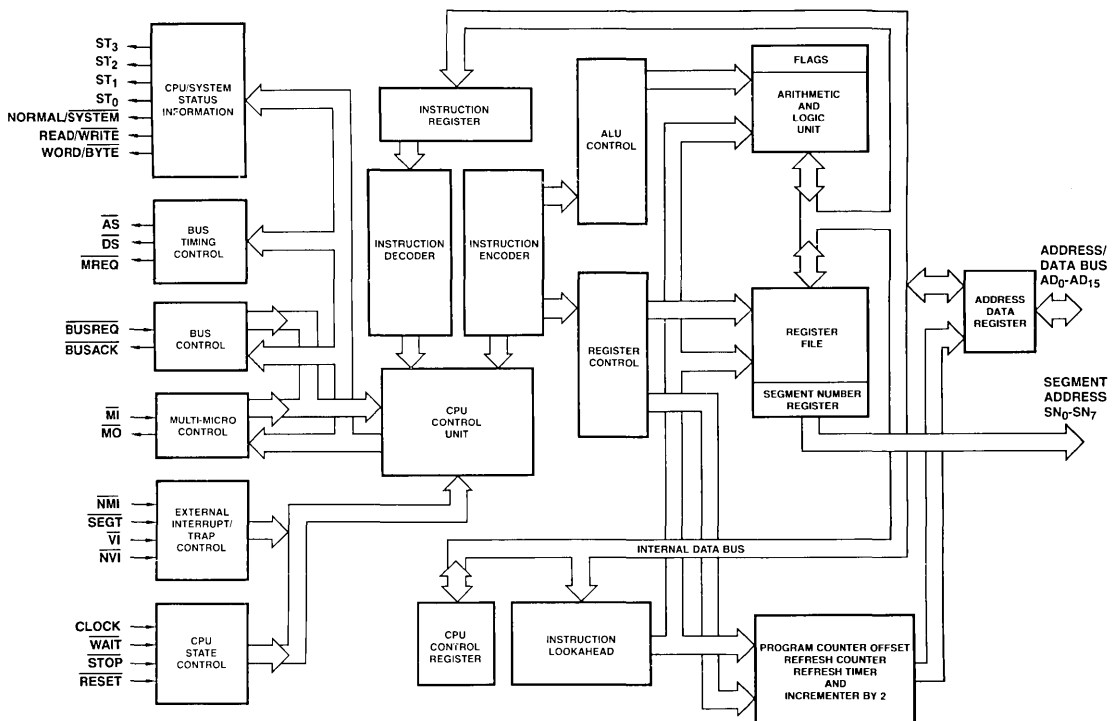 ST3
ST2
ST1
ST0
NORMAL/SYSTEM
READ/WRITE
WORD/BYTE
CPU/SYSTEM
STATUS
INFORMATION
AS
DS
MREQ
BUS
TIMING
CONTROL
BUSREQ
BUSACK
BUS
CONTROL
MI
MO
MULTI-MICRO
CONTROL
NMI
SEGT
VI
NVI
EXTERNAL
INTERRUPT/
TRAP
CONTROL
CLOCK
WAIT
STOP
RESET
CPU
STATE
CONTROL
INSTRUCTION
REGISTER
INSTRUCTION
DECODER
INSTRUCTION
ENCODER
CPU
CONTROL
UNIT
ALU
CONTROL
REGISTER
CONTROL
FLAGS
ARITHMETIC
AND
LOGIC
UNIT
REGISTER
FILE
SEGMENT NUMBER
REGISTER
ADDRESS
DATA
REGISTER
ADDRESS/
DATA BUS
AD0-AD15
SEGMENT
ADDRESS
SN0-SN7
INTERNAL DATA BUS
CPU
CONTROL
REGISTER
INSTRUCTION
LOOKAHEAD
PROGRAM COUNTER OFFSET
REFRESH COUNTER
REFRESH TIMER
AND
INCREMENTER BY 2